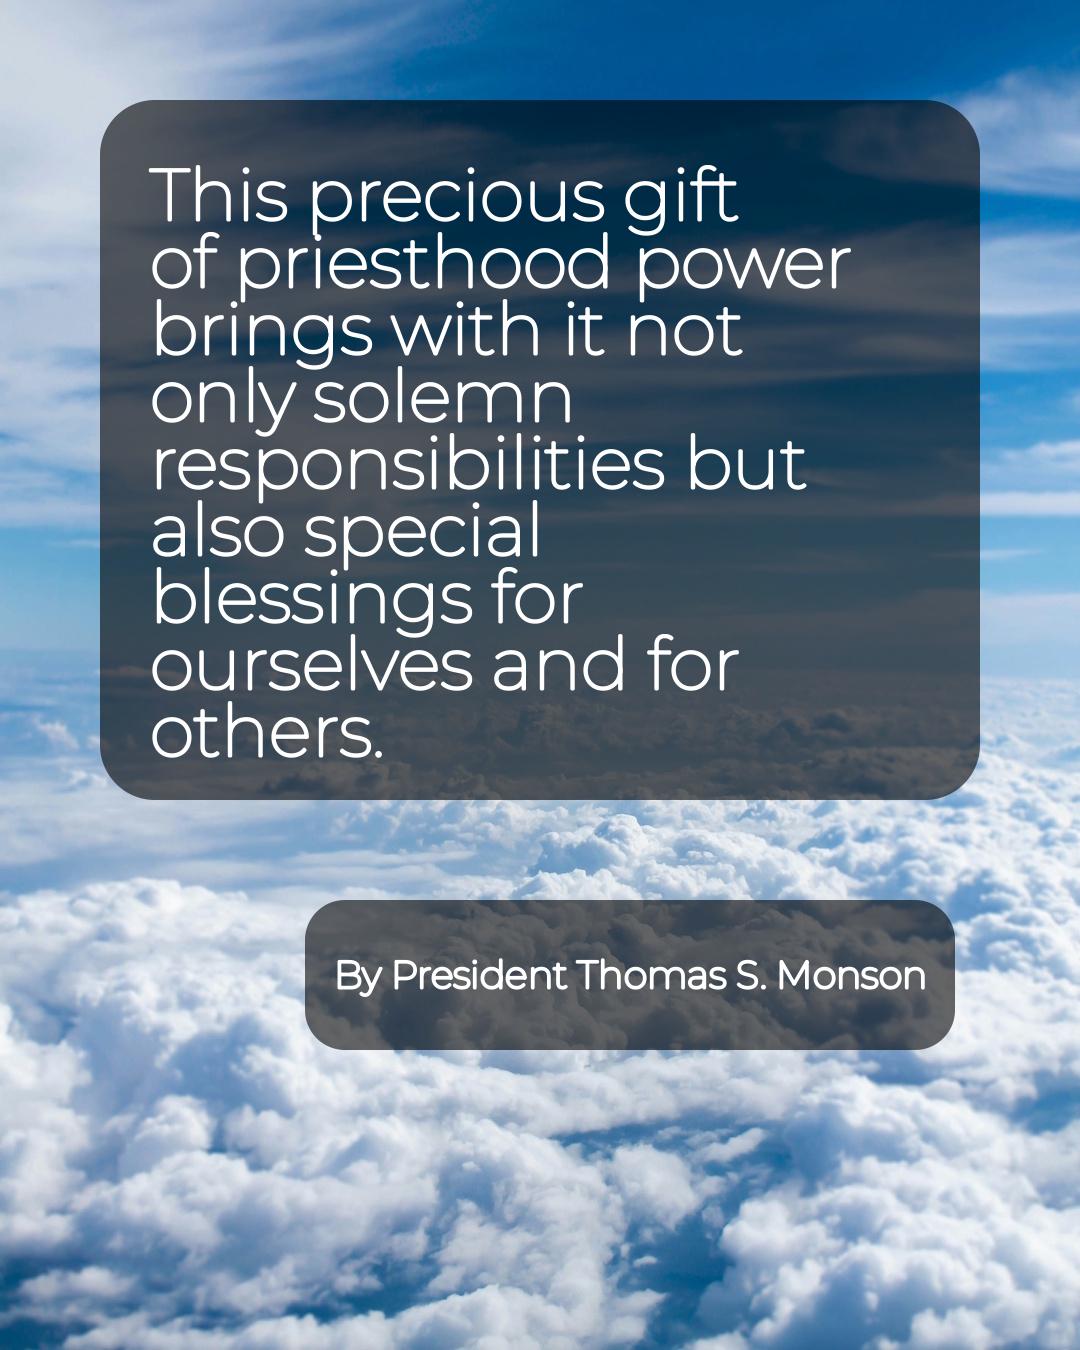 This precious gift
of priesthood power
brings with it not
only solemn
responsibilities but
also special
blessings for
ourselves and for
others.
By President Thomas S. Monson